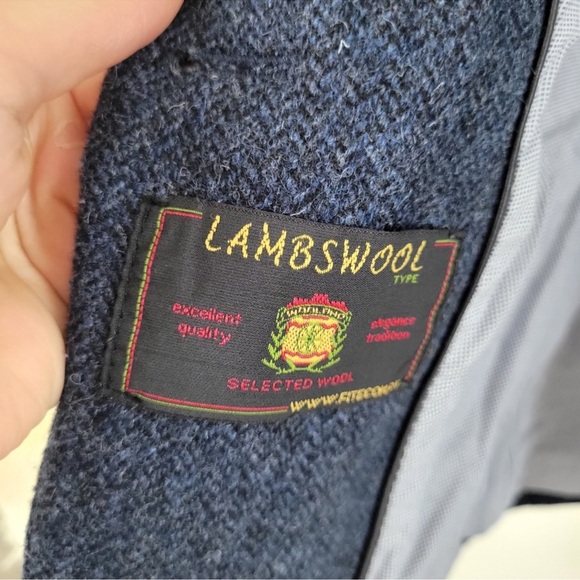 LAMBSWOOL
TYPE
excellent
quality
elegance
tradition
SELECTED WOOL